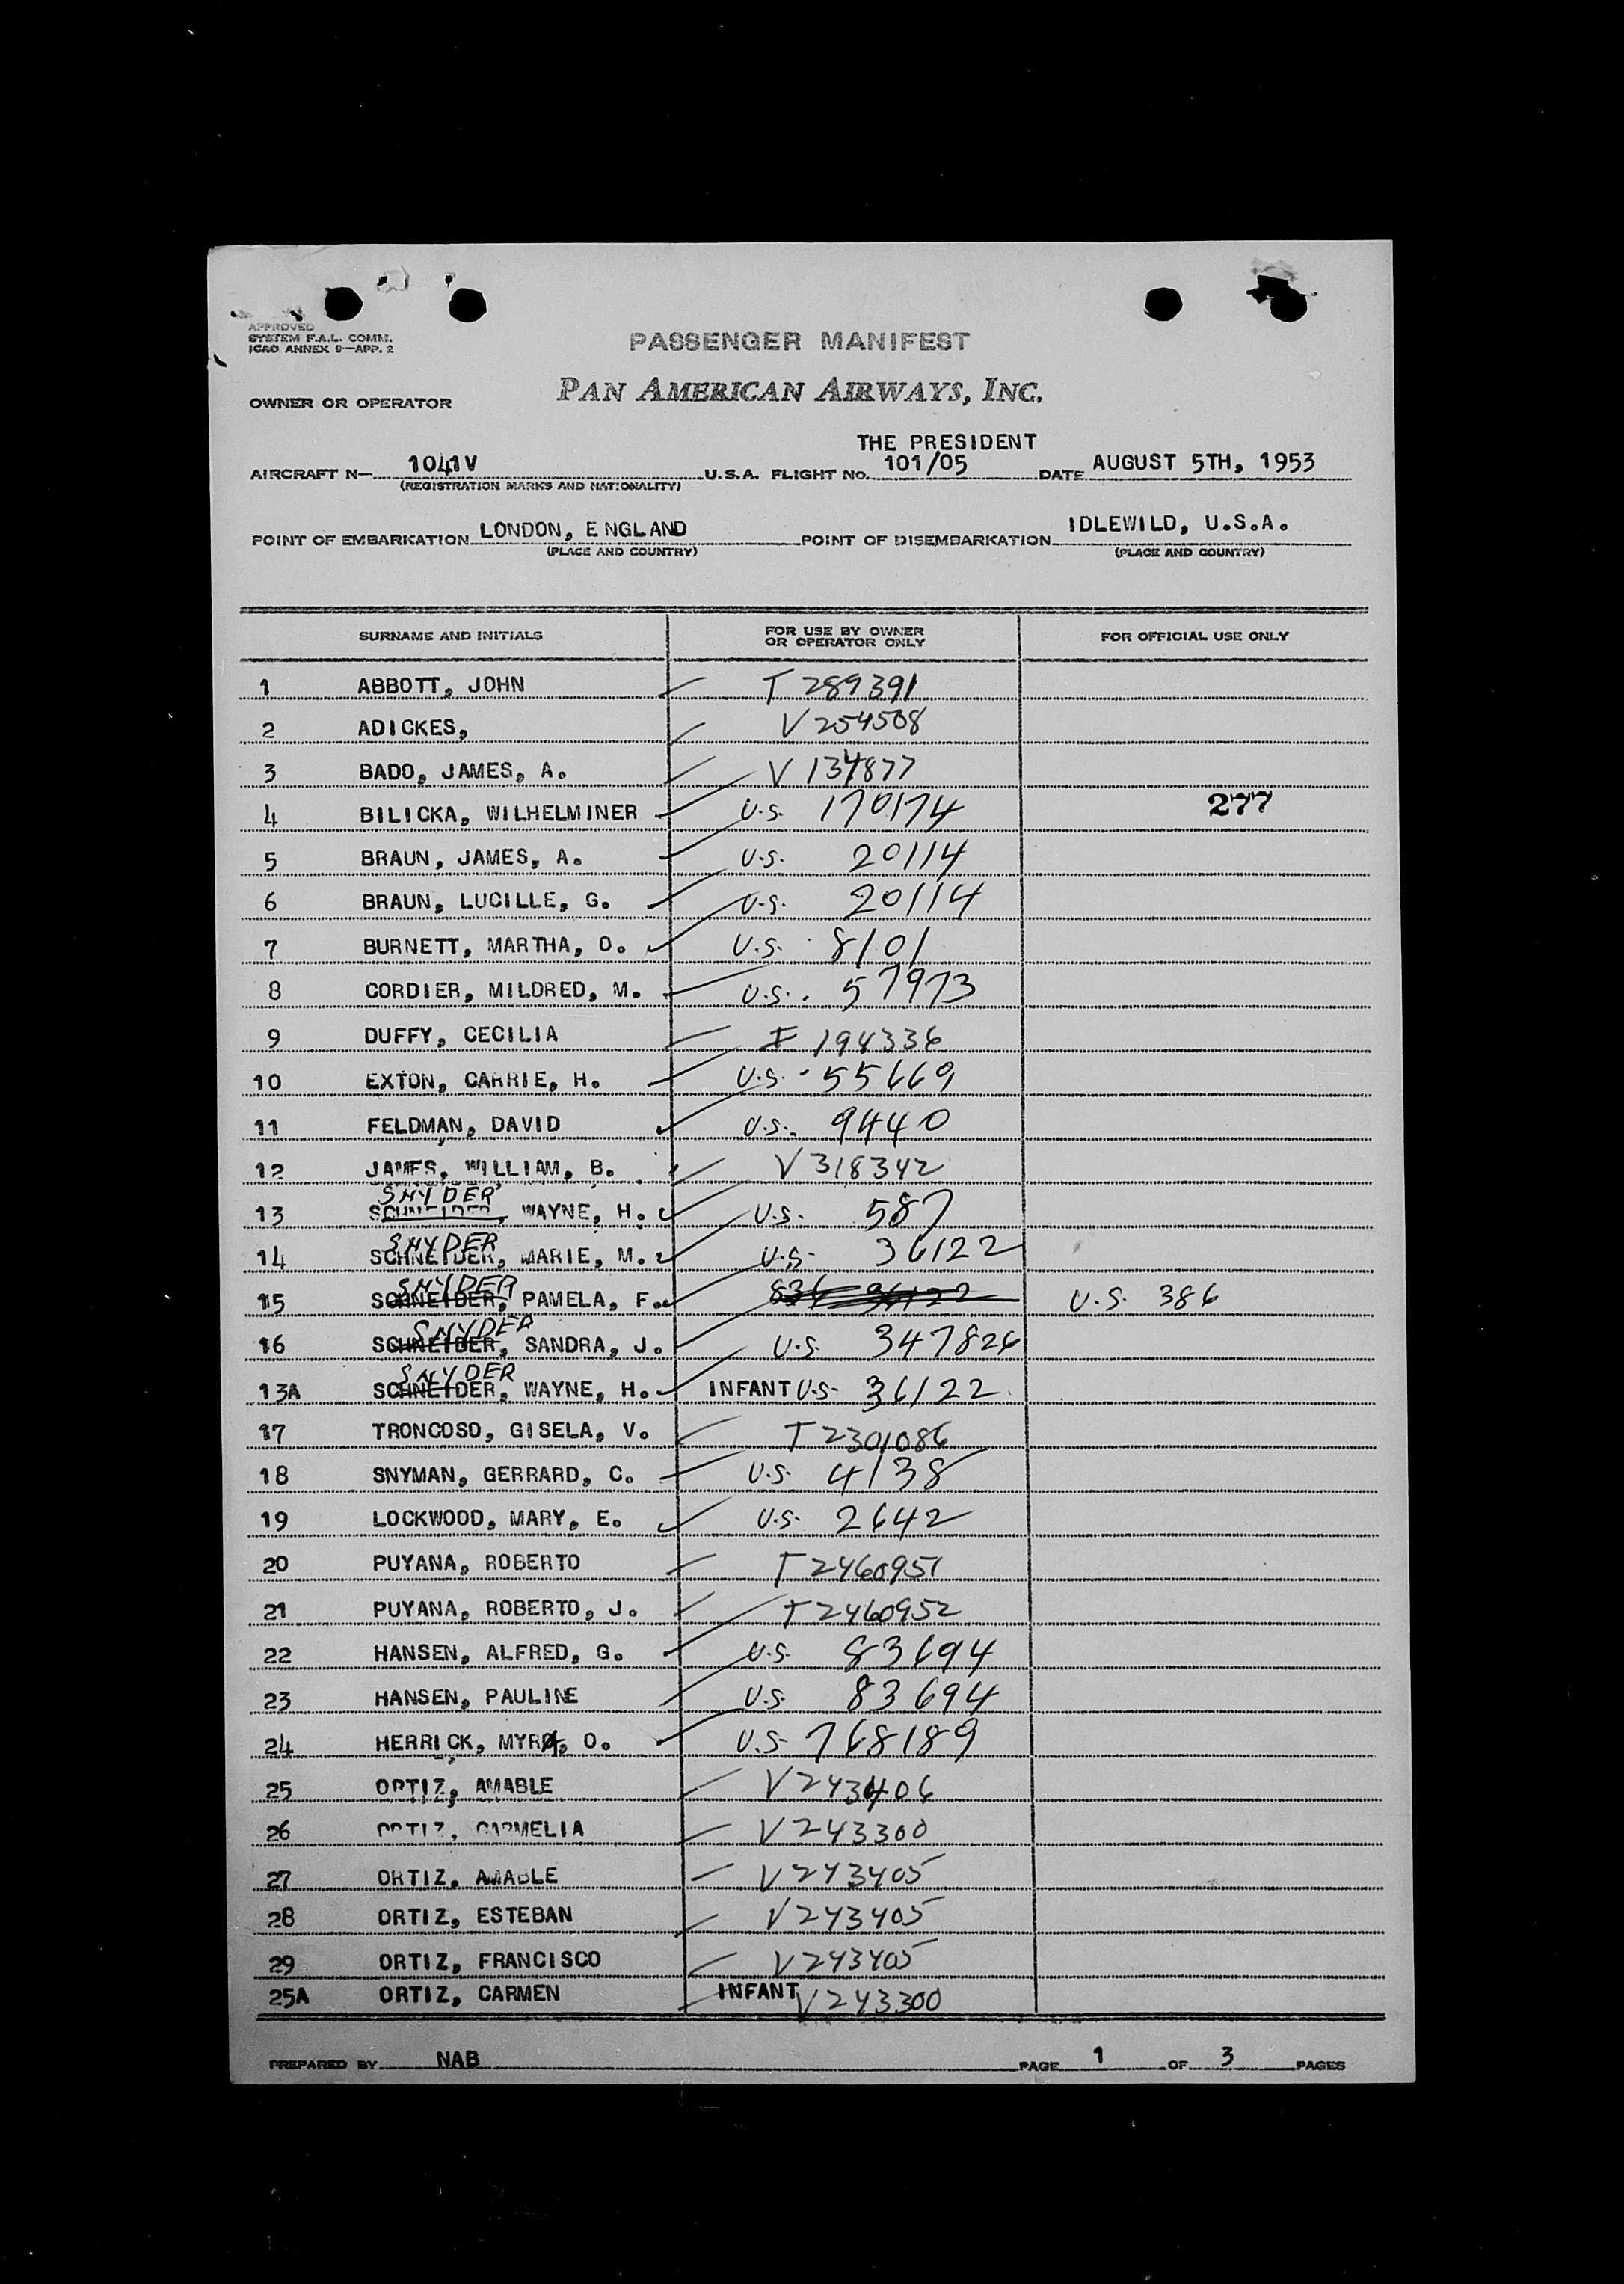 APPROVED
SYSTEM F.A.L. COMM.
ICAO ANNEX 9—APP. 2
PASSENGER MANIFEST
PAN AMERICAN AIRWAYS, INC.
OWNER OR OPERATOR
THE PRESIDENT
AIRCRAFT N— 1041V U.S.A. FLIGHT NO. 101/05 DATE AUGUST 5TH, 1953
(REGISTRATION MARKS AND NATIONALITY)
POINT OF EMBARKATION LONDON, ENGLAND POINT OF DISEMBARKATION IDLEWILD, U.S.A.
(PLACE AND COUNTRY) (PLACE AND COUNTRY)
SURNAME AND INITIALS FOR USE BY OWNER OR OPERATOR ONLY FOR OFFICIAL USE ONLY
1 ABBOTT, JOHN T 289391
2 ADICKES, V 254508
3 BADO, JAMES, A. V 134877
4 BILICKA, WILHELMINER U.S. 170174 277
5 BRAUN, JAMES, A. U.S. 20114
6 BRAUN, LUCILLE, G. U.S. 20114
7 BURNETT, MARTHA, O. U.S. 8101
8 CORDIER, MILDRED, M. U.S. 57973
9 DUFFY, CECILIA I 194336
10 EXTON, CARRIE, H. U.S. 55669
11 FELDMAN, DAVID U.S. 9440
12 JAMES, WILLIAM, B. V 318342
SNYDER
13 SCHNEIDER, WAYNE, H. U.S. 587
SNYDER
14 SCHNEIDER, MARIE, M. U.S. 36122
SNYDER
15 SCHNEIDER, PAMELA, F. 836 36122 U.S. 386
SNYDER
16 SCHNEIDER, SANDRA, J. U.S. 347826
SNYDER
13A SCHNEIDER, WAYNE, H. INFANT U.S. 36122
17 TRONCOSO, GISELA, V. T 2301086
18 SNYMAN, GERRARD, C. U.S. 4138
19 LOCKWOOD, MARY, E. U.S. 2642
20 PUYANA, ROBERTO T 2460951
21 PUYANA, ROBERTO, J. T 2460952
22 HANSEN, ALFRED, G. U.S. 83694
23 HANSEN, PAULINE U.S. 83694
24 HERRICK, MYRA, O. U.S. 768189
25 ORTIZ, AMABLE V 243406
26 ORTIZ, CARMELIA V 243300
27 ORTIZ, AMABLE V 243405
28 ORTIZ, ESTEBAN V 243405
29 ORTIZ, FRANCISCO V 243405
25A ORTIZ, CARMEN INFANT V 243300
PREPARED BY NAB PAGE 1 OF 3 PAGES